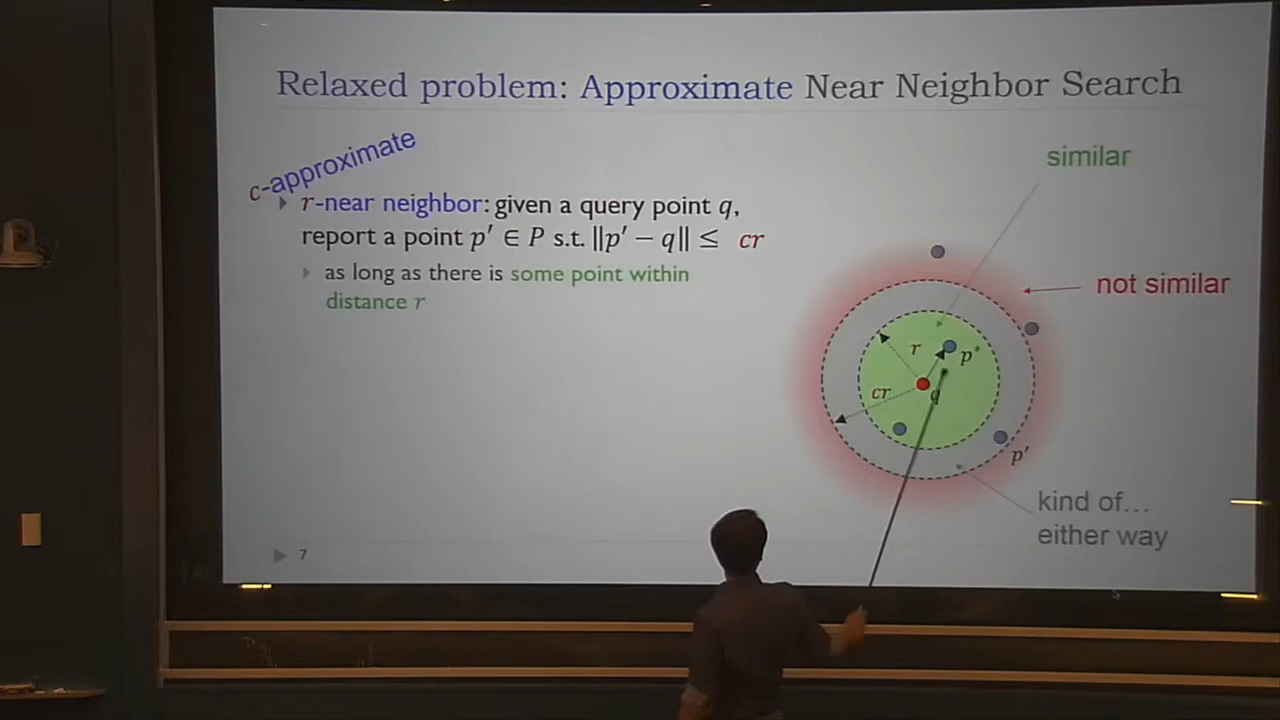 Relaxed problem: Approximate Near Neighbor Search
c-approximate
r-near neighbor: given a query point q,
report a point p′ ∈ P s.t. ‖p′ − q‖ ≤ cr
as long as there is some point within
distance r
similar
not similar
r
p*
cr
q
p′
kind of…
either way
7